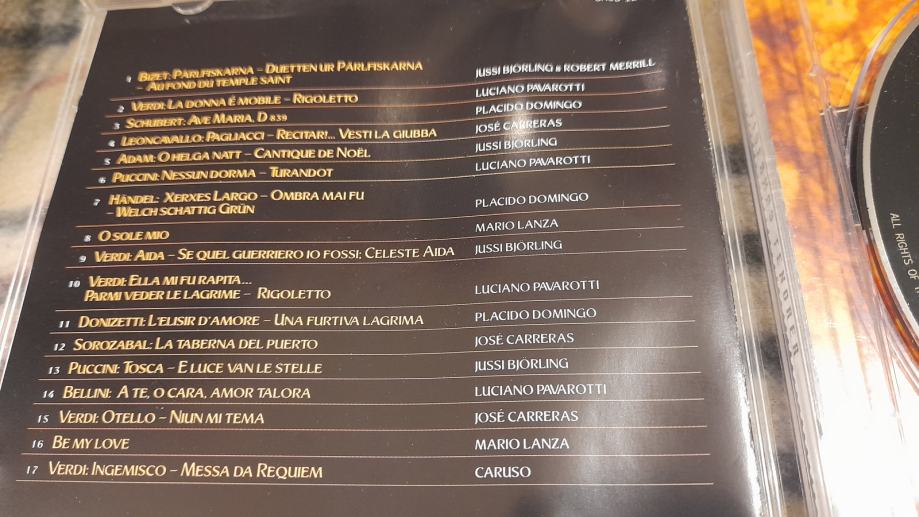 1 Bizet: Pärlfiskarna – Duetten ur Pärlfiskarna
– Au fond du temple saint
Jussi Björling & Robert Merrill
2 Verdi: La donna é mobile – Rigoletto Luciano Pavarotti
3 Schubert: Ave Maria, D 839 Placido Domingo
4 Leoncavallo: Pagliacci – Recitar!... Vesti la giubba José Carreras
5 Adam: O helga natt – Cantique de Noël Jussi Björling
6 Puccini: Nessun dorma – Turandot Luciano Pavarotti
7 Händel: Xerxes Largo – Ombra mai fu
– Welch schattig Grün
Placido Domingo
8 O sole mio Mario Lanza
9 Verdi: Aida – Se quel guerriero io fossi; Celeste Aida Jussi Björling
10 Verdi: Ella mi fu rapita...
Parmi veder le lagrime – Rigoletto Luciano Pavarotti
11 Donizetti: L'elisir d'amore – Una furtiva lagrima Placido Domingo
12 Sorozabal: La taberna del puerto José Carreras
13 Puccini: Tosca – E luce van le stelle Jussi Björling
14 Bellini: A te, o cara, amor talora Luciano Pavarotti
15 Verdi: Otello – Niun mi tema José Carreras
16 Be my love Mario Lanza
17 Verdi: Ingemisco – Messa da Requiem Caruso
ALL RIGHTS OF